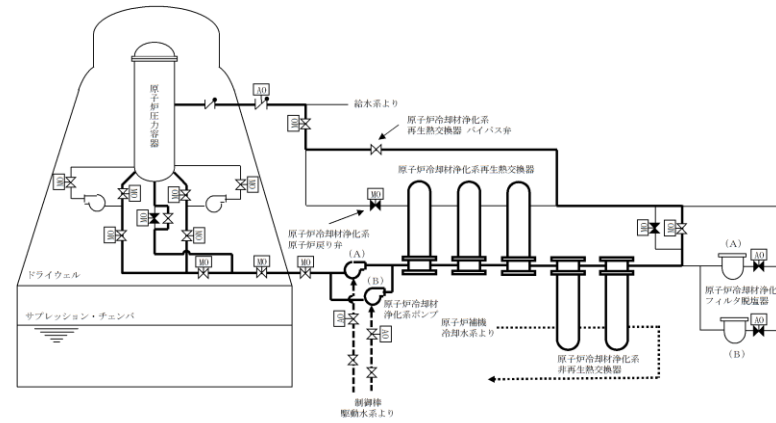 原子炉圧力容器
AO
給水系より
MO
原子炉冷却材浄化系
再生熱交換器 バイパス弁
原子炉冷却材浄化系再生熱交換器
MO
MO
MO
MO
MO
MO
MO
MO
MO
原子炉冷却材浄化系
原子炉戻り弁
MO
MO
(A)
AO
原子炉冷却材浄化
フィルタ脱塩器
AO
(B)
ドライウェル
MO
MO
MO
(A)
(B)
原子炉冷却材
浄化系ポンプ
サプレッション・チェンバ
AO
AO
原子炉補機
冷却水系より
原子炉冷却材浄化系
非再生熱交換器
制御棒
駆動水系より